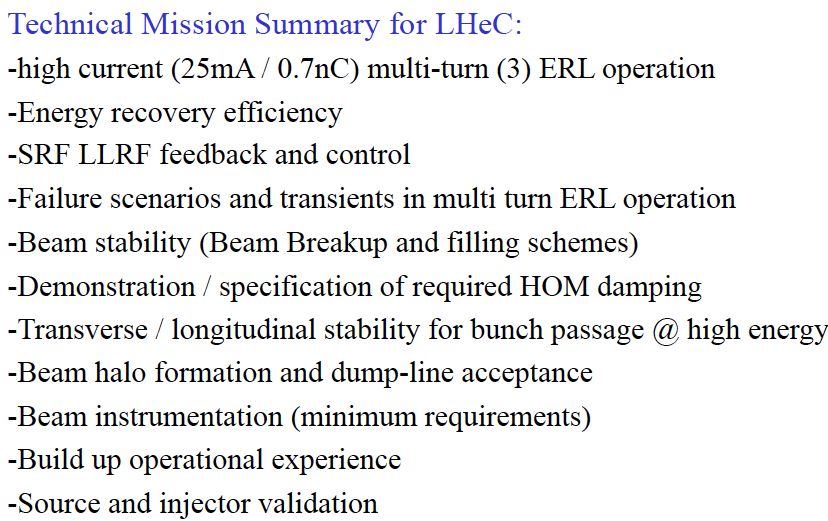 Technical Mission Summary for LHeC:
-high current (25mA / 0.7nC) multi-turn (3) ERL operation
-Energy recovery efficiency
-SRF LLRF feedback and control
-Failure scenarios and transients in multi turn ERL operation
-Beam stability (Beam Breakup and filling schemes)
-Demonstration / specification of required HOM damping
-Transverse / longitudinal stability for bunch passage @ high energy
-Beam halo formation and dump-line acceptance
-Beam instrumentation (minimum requirements)
-Build up operational experience
-Source and injector validation